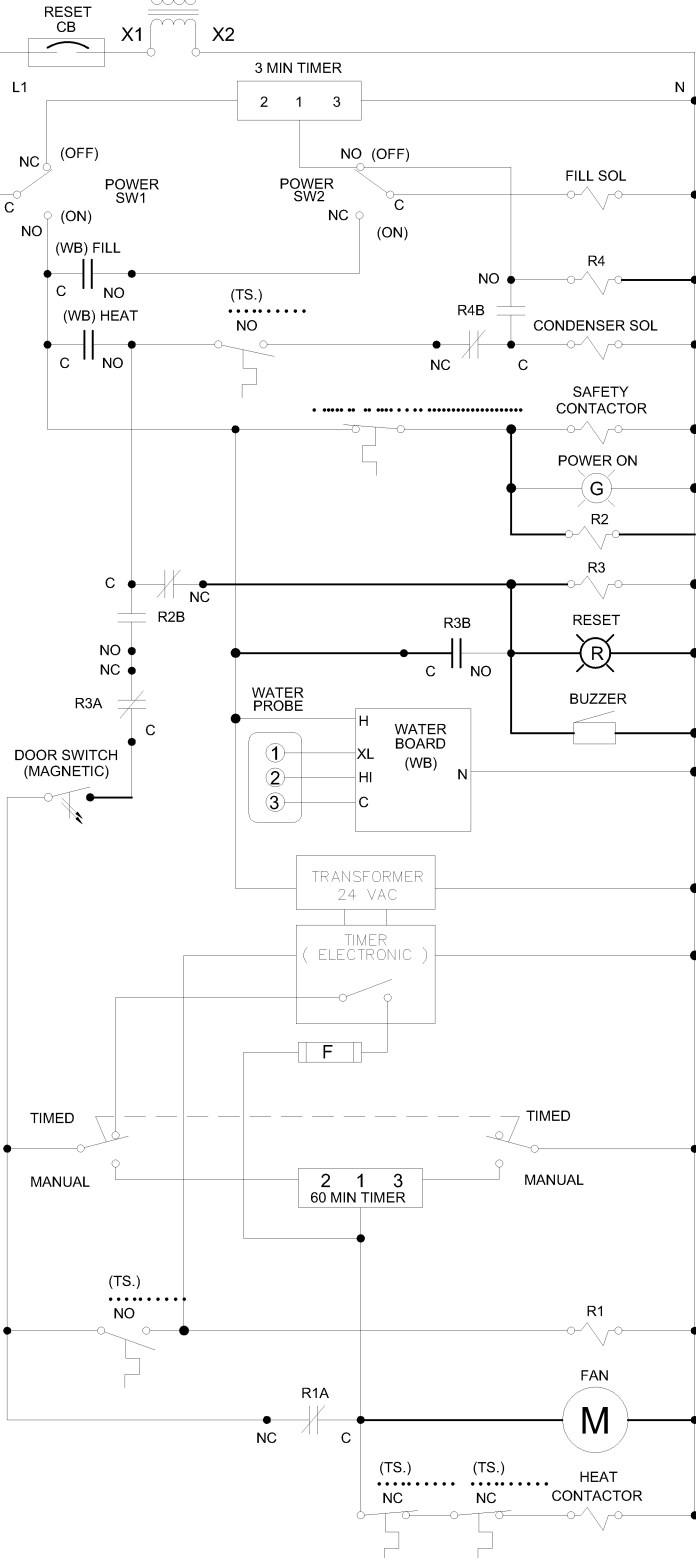 RESET
CB
X1
X2
3 MIN TIMER
L1
N
2 1 3
NC
(OFF)
NO (OFF)
POWER
SW1
POWER
SW2
FILL SOL
C
C
(ON)
NC
NO
(ON)
(WB) FILL
R4
NO
C
NO
(TS.)
R4B
(WB) HEAT
NO
CONDENSER SOL
C
NO
NC
C
SAFETY
CONTACTOR
POWER ON
G
R2
R3
C
NC
R2B
R3B
RESET
NO
R
NC
C
NO
WATER
PROBE
BUZZER
R3A
H
C
WATER
BOARD
(WB)
1
XL
DOOR SWITCH
(MAGNETIC)
2
HI
N
3
C
TRANSFORMER
24 VAC
TIMER
( ELECTRONIC )
F
TIMED
TIMED
MANUAL
2 1 3
MANUAL
60 MIN TIMER
(TS.)
NO
R1
FAN
R1A
M
NC
C
(TS.)
(TS.)
HEAT
CONTACTOR
NC
NC